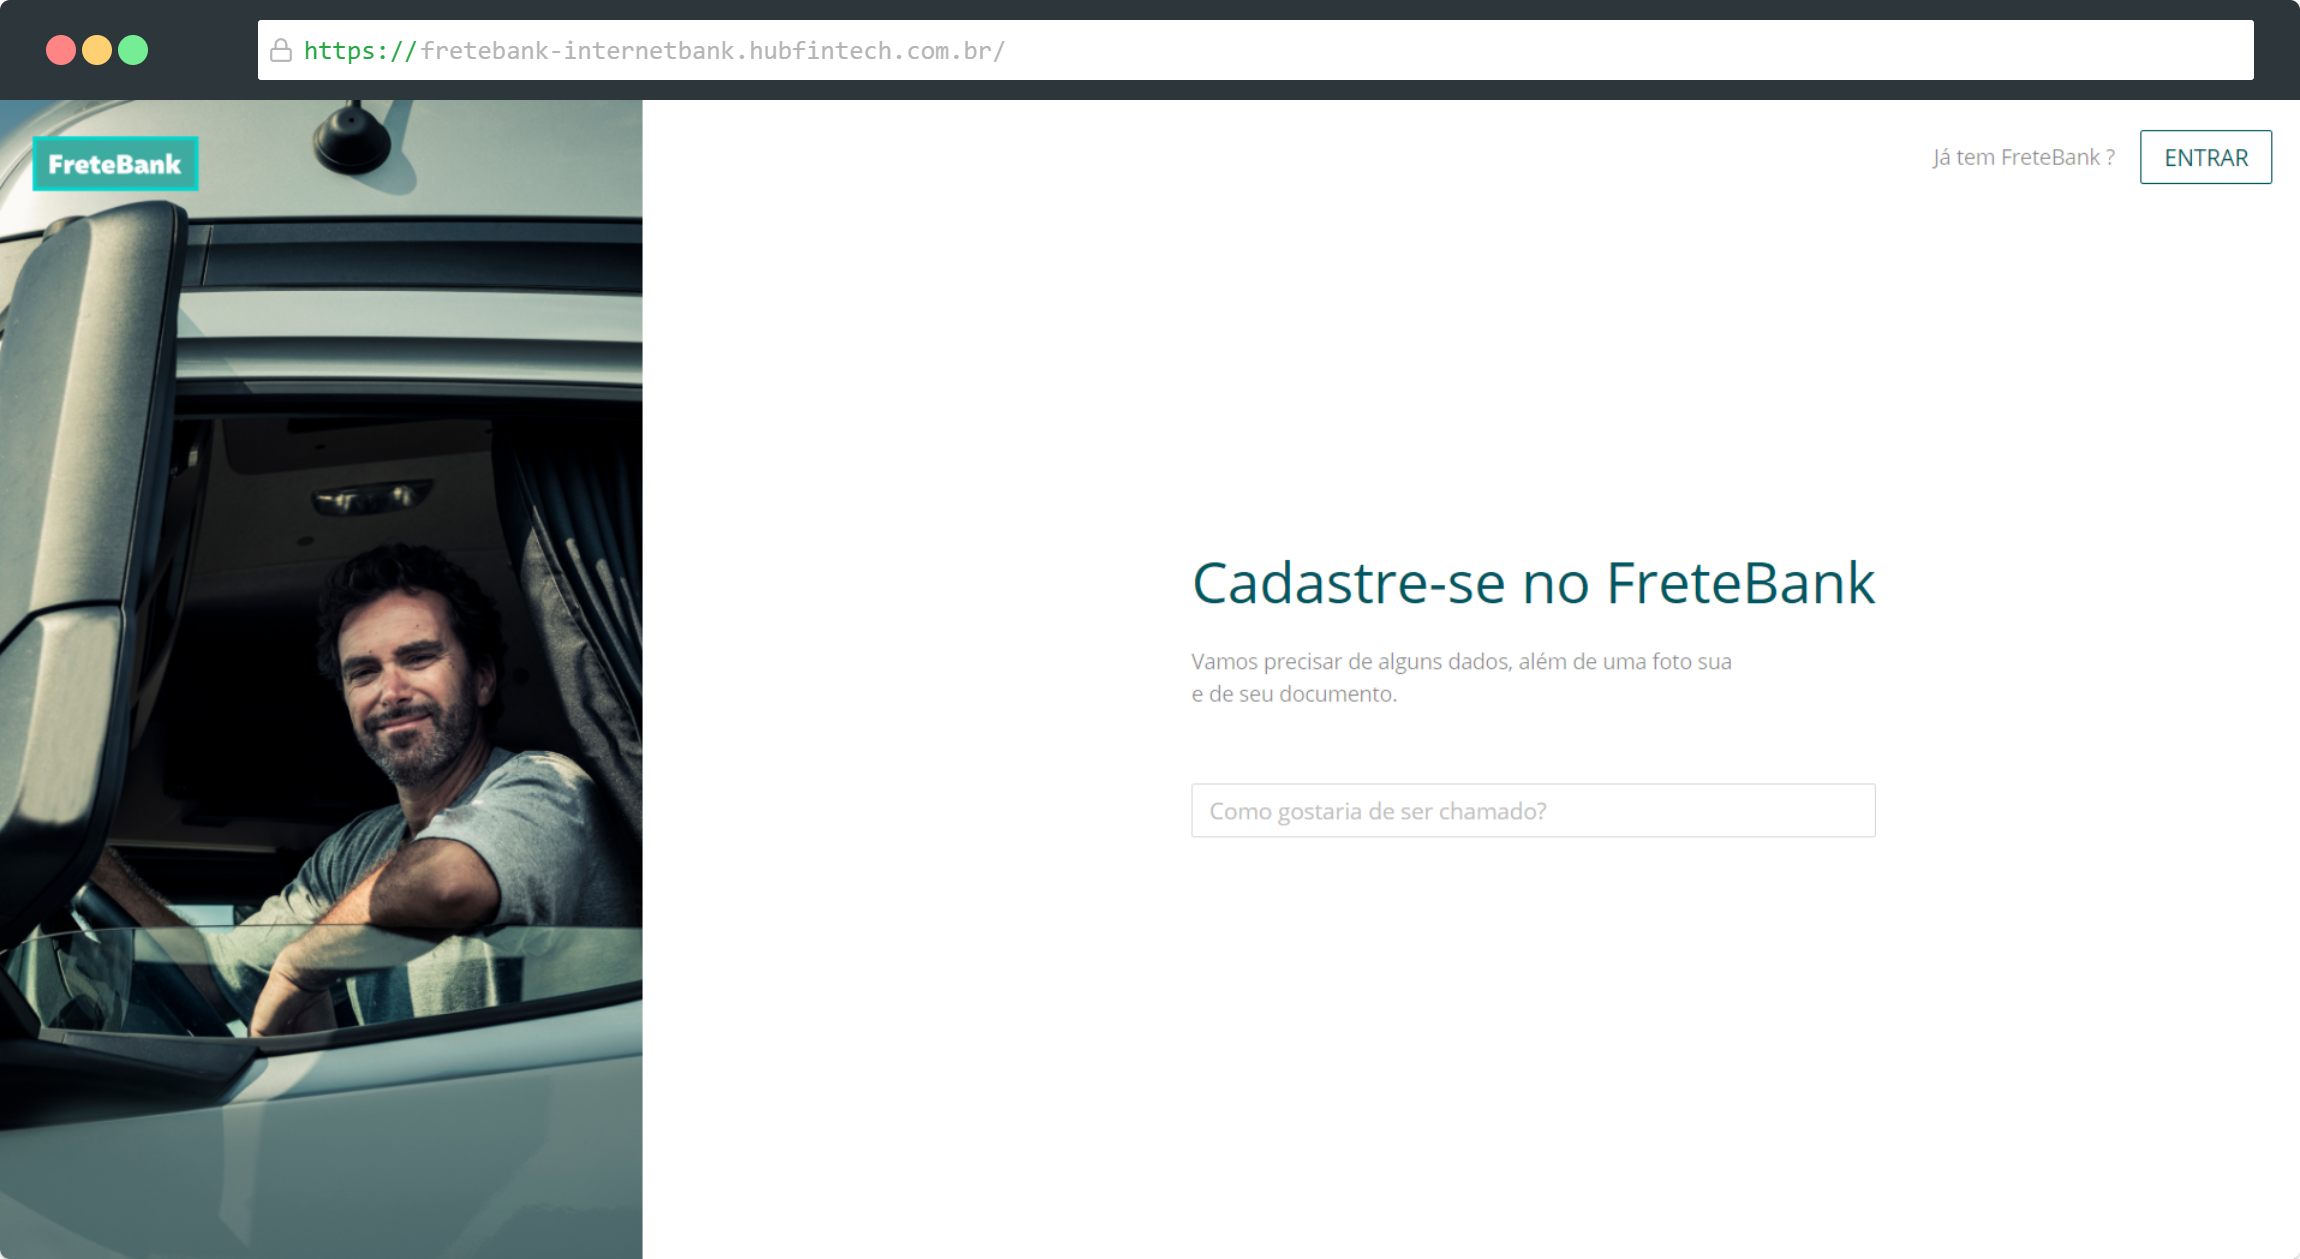 https://fretebank-internetbank.hubfintech.com.br/
FreteBank
Já tem FreteBank ?
ENTRAR
Cadastre-se no FreteBank
Vamos precisar de alguns dados, além de uma foto sua
e de seu documento.
Como gostaria de ser chamado?